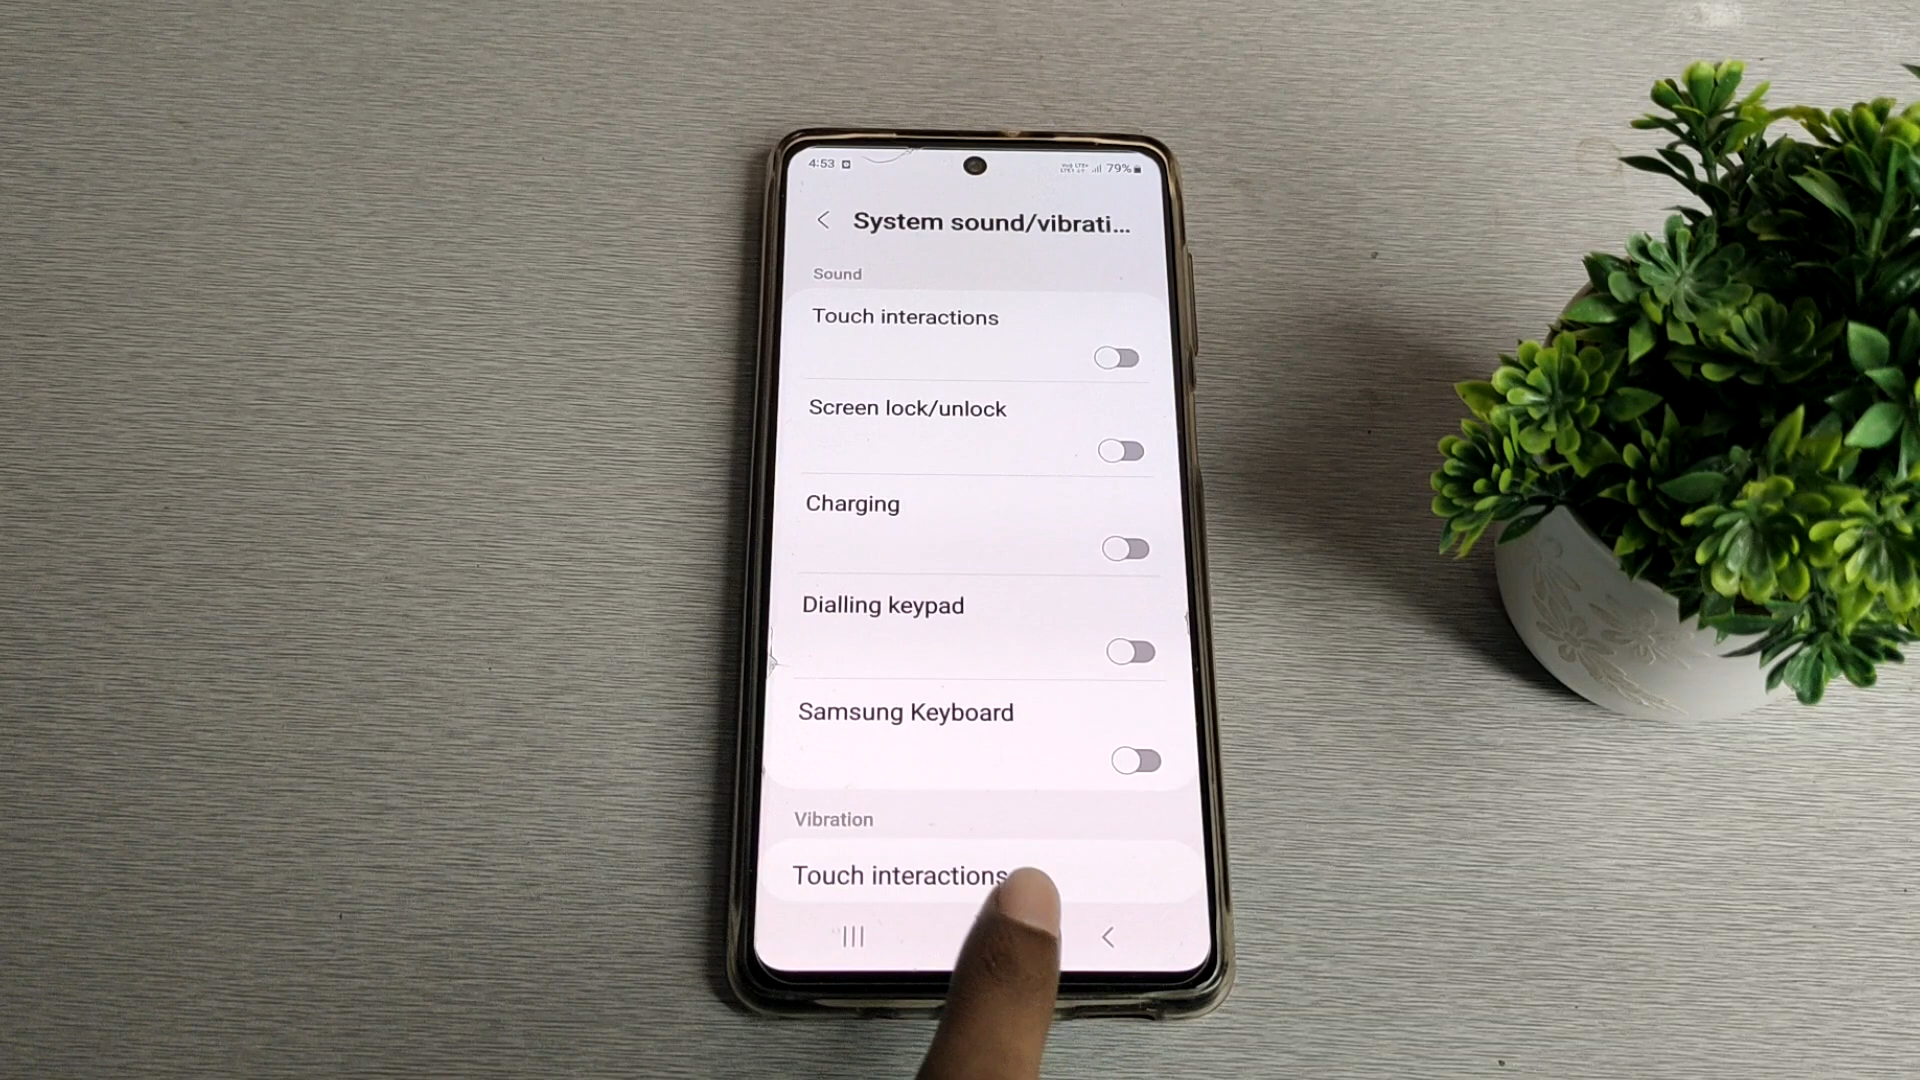 4:53
79%
System sound/vibrati...
Sound
Touch interactions
Screen lock/unlock
Charging
Dialling keypad
Samsung Keyboard
Vibration
Touch interactions